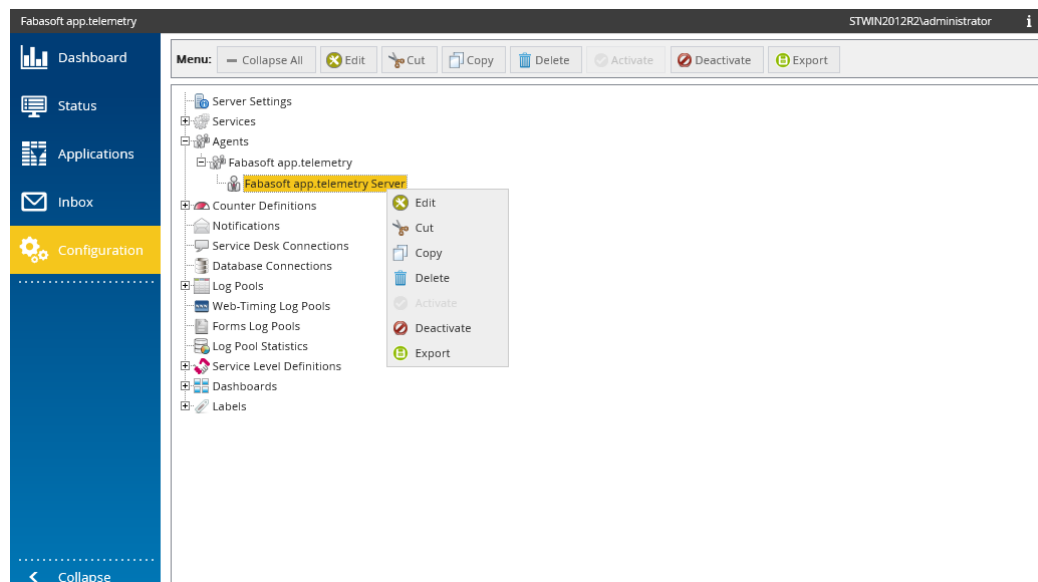 Fabasoft app.telemetry STWIN2012R2\administrator i
Dashboard
Status
Applications
Inbox
Configuration
Collapse
Menu: Collapse All Edit Cut Copy Delete Activate Deactivate Export
Server Settings
Services
Agents
Fabasoft app.telemetry
Fabasoft app.telemetry Server
Counter Definitions
Notifications
Service Desk Connections
Database Connections
Log Pools
Web-Timing Log Pools
Forms Log Pools
Log Pool Statistics
Service Level Definitions
Dashboards
Labels
Edit
Cut
Copy
Delete
Activate
Deactivate
Export